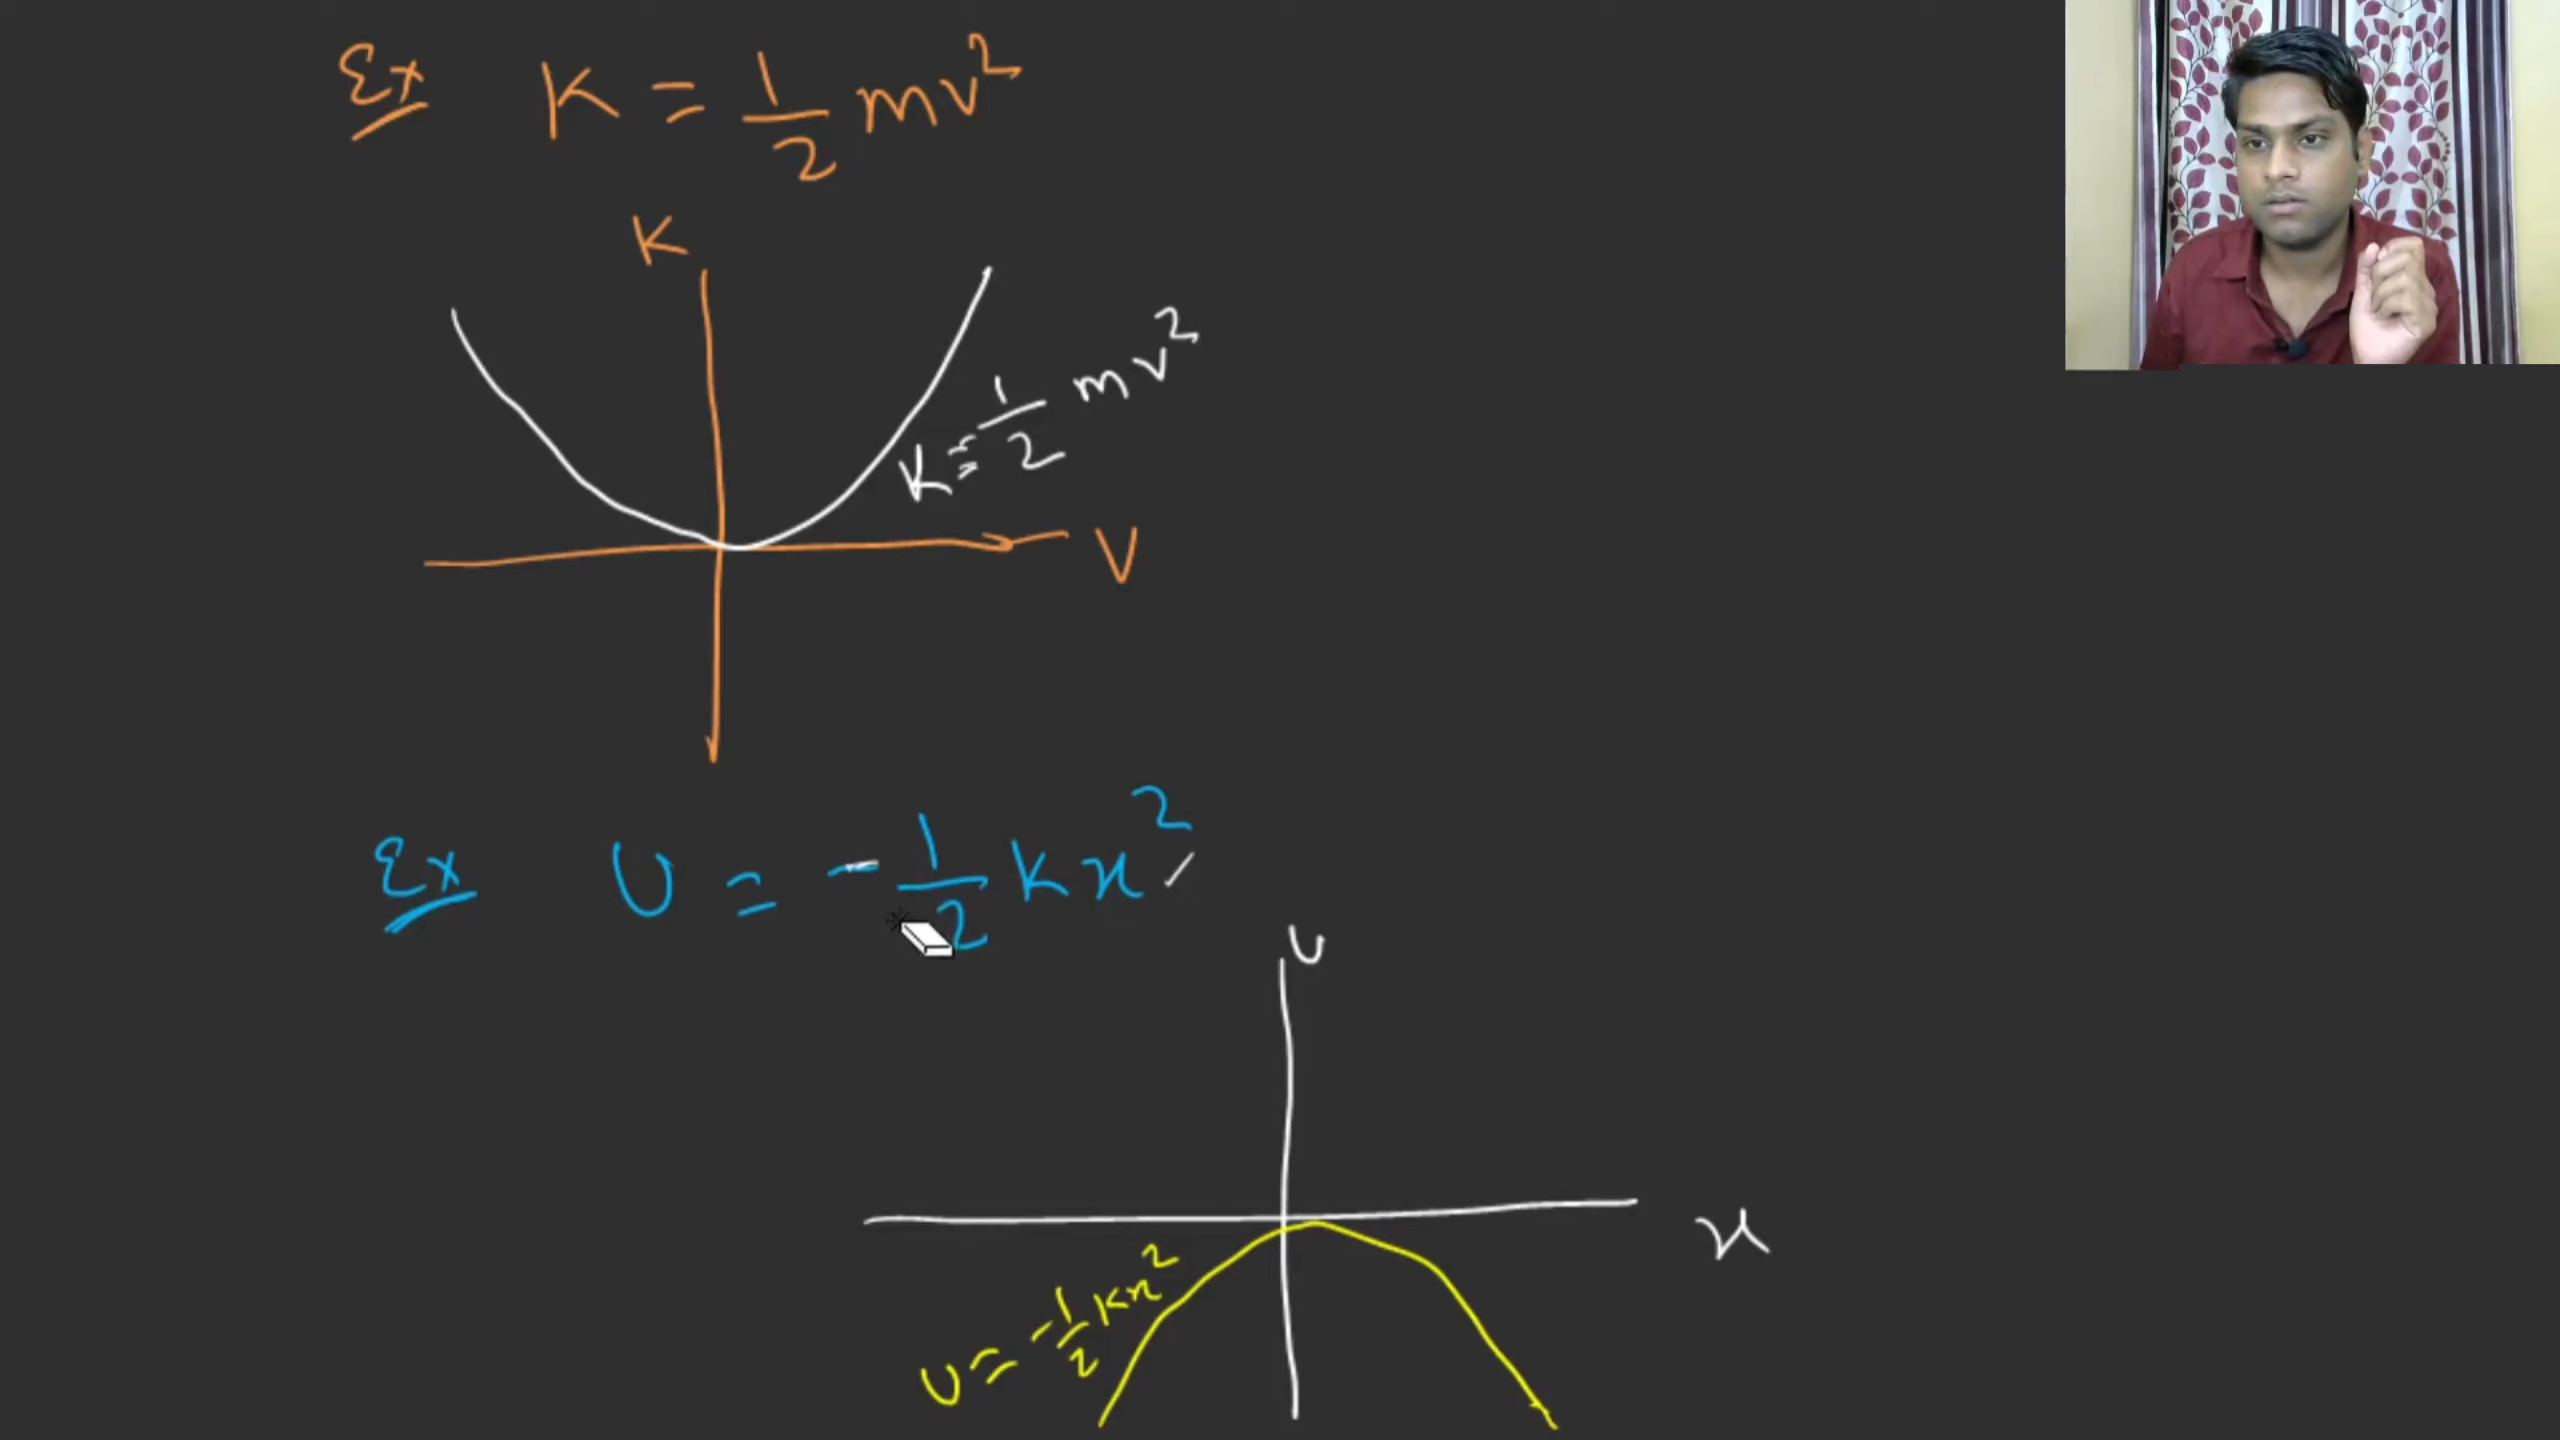 Ex K = 1/2 mv²
K
K = 1/2 mv²
V
Ex U = -1/2 kx²
U
x
U = -1/2 kx²